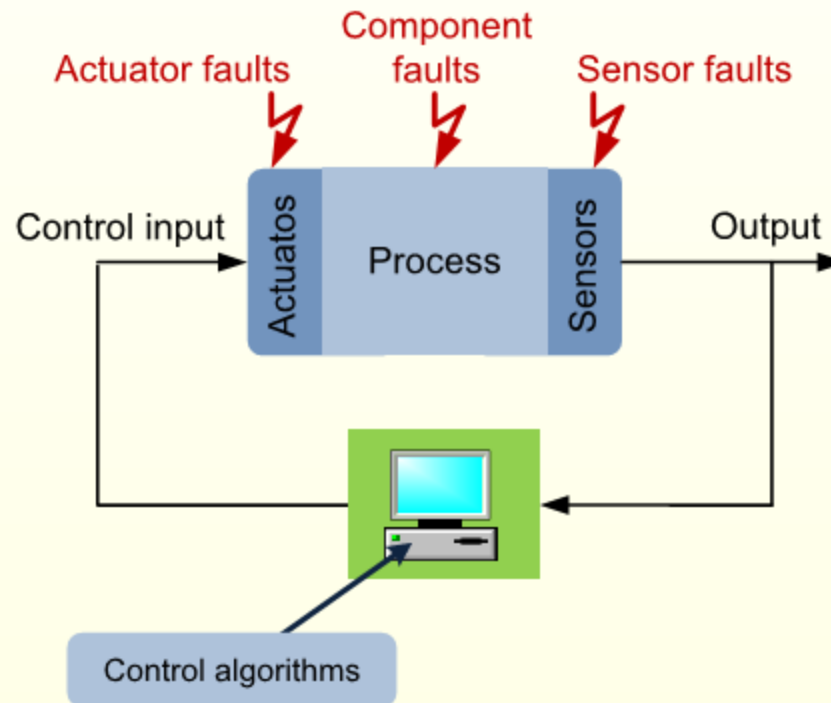 Component
faults
Actuator faults
Sensor faults
Control input
Actuatos
Process
Sensors
Output
Control algorithms